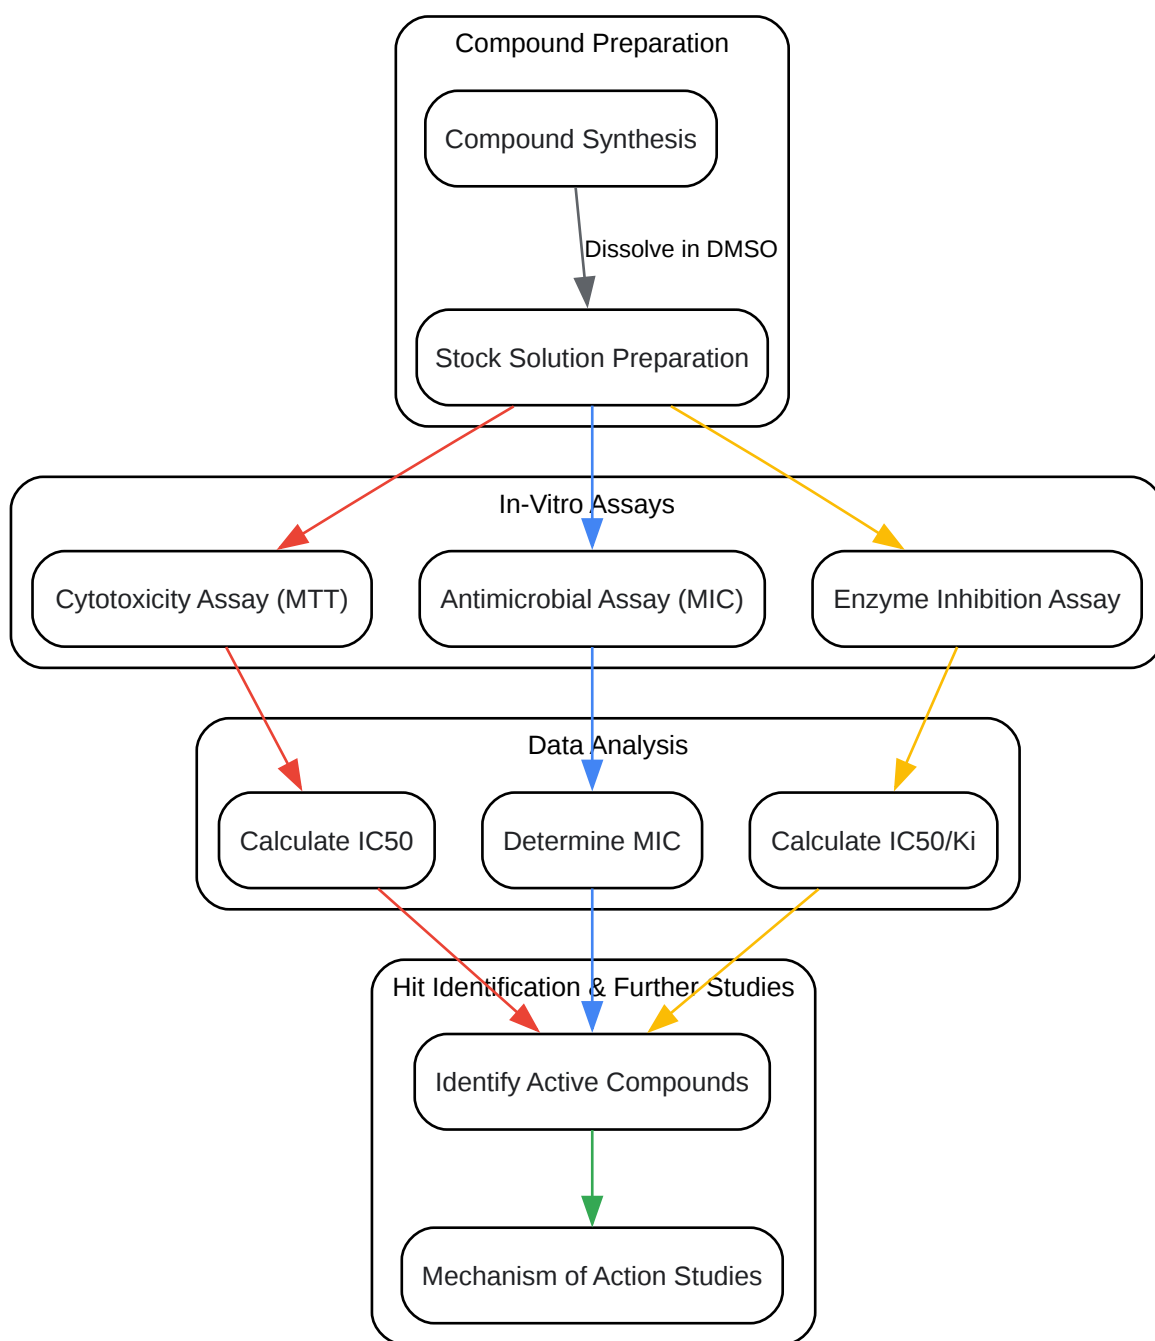 Compound Preparation
Compound Synthesis
Dissolve in DMSO
Stock Solution Preparation
In-Vitro Assays
Cytotoxicity Assay (MTT)
Antimicrobial Assay (MIC)
Enzyme Inhibition Assay
Data Analysis
Calculate IC50
Determine MIC
Calculate IC50/Ki
Hit Identification & Further Studies
Identify Active Compounds
Mechanism of Action Studies